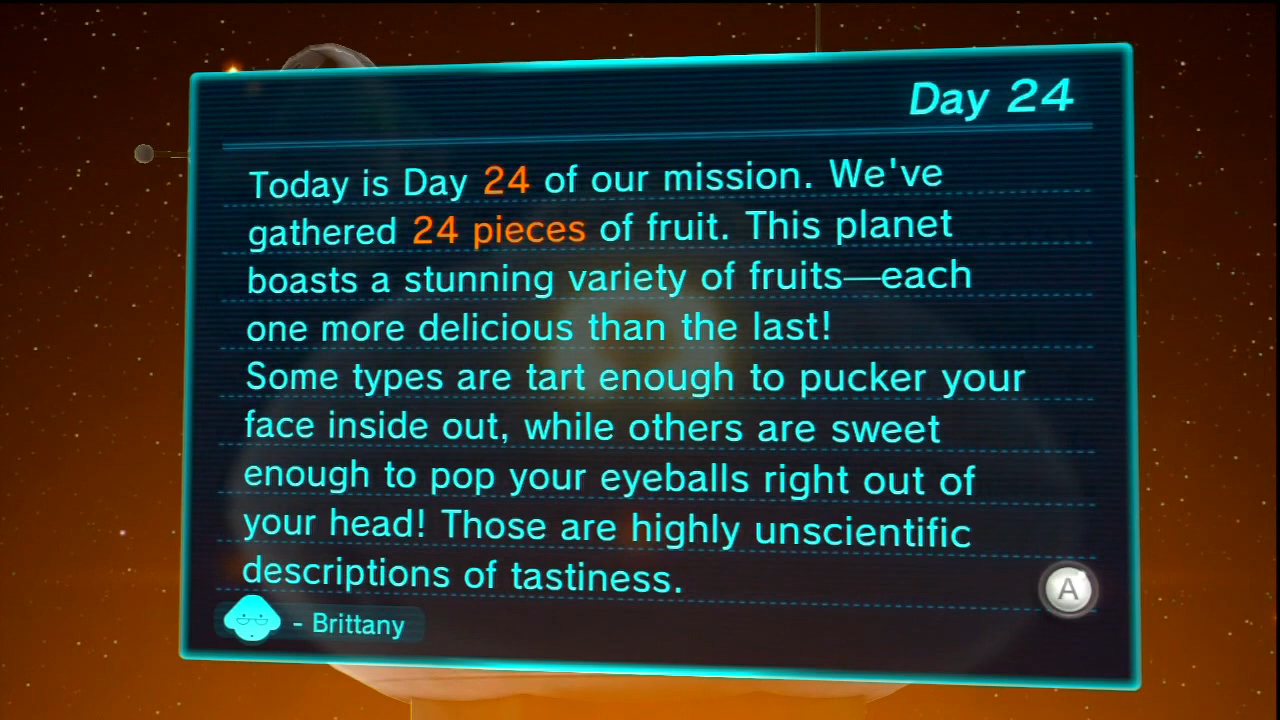 Day 24
Today is Day 24 of our mission. We've
gathered 24 pieces of fruit. This planet
boasts a stunning variety of fruits—each
one more delicious than the last!
Some types are tart enough to pucker your
face inside out, while others are sweet
enough to pop your eyeballs right out of
your head! Those are highly unscientific
descriptions of tastiness.
A
- Brittany